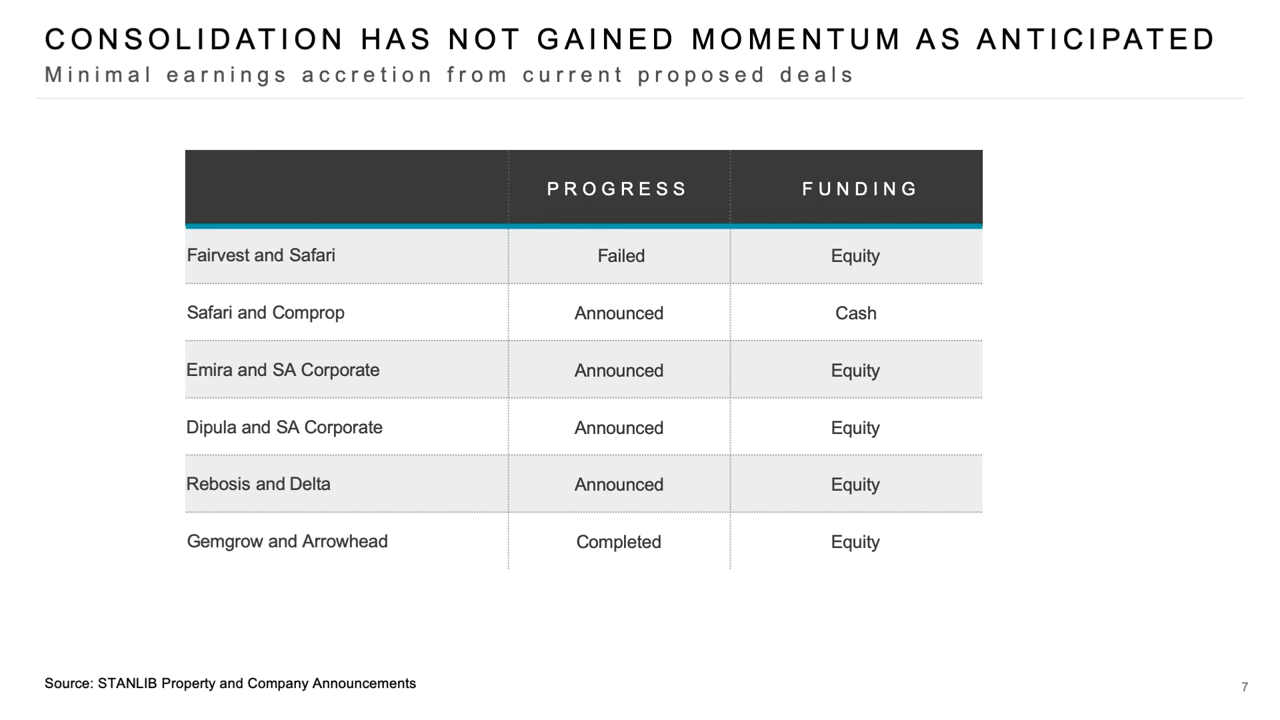 CONSOLIDATION HAS NOT GAINED MOMENTUM AS ANTICIPATED
Minimal earnings accretion from current proposed deals
PROGRESS FUNDING
Fairvest and Safari Failed Equity
Safari and Comprop Announced Cash
Emira and SA Corporate Announced Equity
Dipula and SA Corporate Announced Equity
Rebosis and Delta Announced Equity
Gemgrow and Arrowhead Completed Equity
Source: STANLIB Property and Company Announcements
7